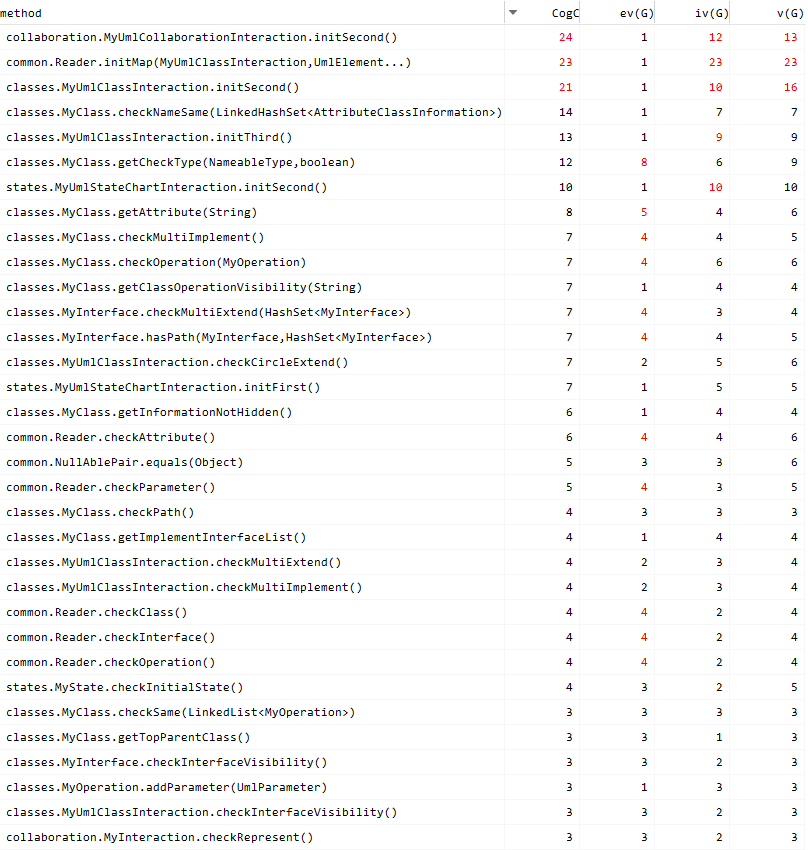 method CogC ev(G) iv(G) v(G)
collaboration.MyUmlCollaborationInteraction.initSecond() 24 1 12 13
common.Reader.initMap(MyUmlClassInteraction,UmlElement...) 23 1 23 23
classes.MyUmlClassInteraction.initSecond() 21 1 10 16
classes.MyClass.checkNameSame(LinkedHashSet<AttributeClassInformation>) 14 1 7 7
classes.MyUmlClassInteraction.initThird() 13 1 9 9
classes.MyClass.getCheckType(NameableType,boolean) 12 8 6 9
states.MyUmlStateChartInteraction.initSecond() 10 1 10 10
classes.MyClass.getAttribute(String) 8 5 4 6
classes.MyClass.checkMultiImplement() 7 4 4 5
classes.MyClass.checkOperation(MyOperation) 7 4 6 6
classes.MyClass.getClassOperationVisibility(String) 7 1 4 4
classes.MyInterface.checkMultiExtend(HashSet<MyInterface>) 7 4 3 4
classes.MyInterface.hasPath(MyInterface,HashSet<MyInterface>) 7 4 4 5
classes.MyUmlClassInteraction.checkCircleExtend() 7 2 5 6
states.MyUmlStateChartInteraction.initFirst() 7 1 5 5
classes.MyClass.getInformationNotHidden() 6 1 4 4
common.Reader.checkAttribute() 6 4 4 6
common.NullAblePair.equals(Object) 5 3 3 6
common.Reader.checkParameter() 5 4 3 5
classes.MyClass.checkPath() 4 3 3 3
classes.MyClass.getImplementInterfaceList() 4 1 4 4
classes.MyUmlClassInteraction.checkMultiExtend() 4 2 3 4
classes.MyUmlClassInteraction.checkMultiImplement() 4 2 3 4
common.Reader.checkClass() 4 4 2 4
common.Reader.checkInterface() 4 4 2 4
common.Reader.checkOperation() 4 4 2 4
states.MyState.checkInitialState() 4 3 2 5
classes.MyClass.checkSame(LinkedList<MyOperation>) 3 3 3 3
classes.MyClass.getTopParentClass() 3 3 1 3
classes.MyInterface.checkInterfaceVisibility() 3 3 2 3
classes.MyOperation.addParameter(UmlParameter) 3 1 3 3
classes.MyUmlClassInteraction.checkInterfaceVisibility() 3 3 2 3
collaboration.MyInteraction.checkRepresent() 3 3 2 3